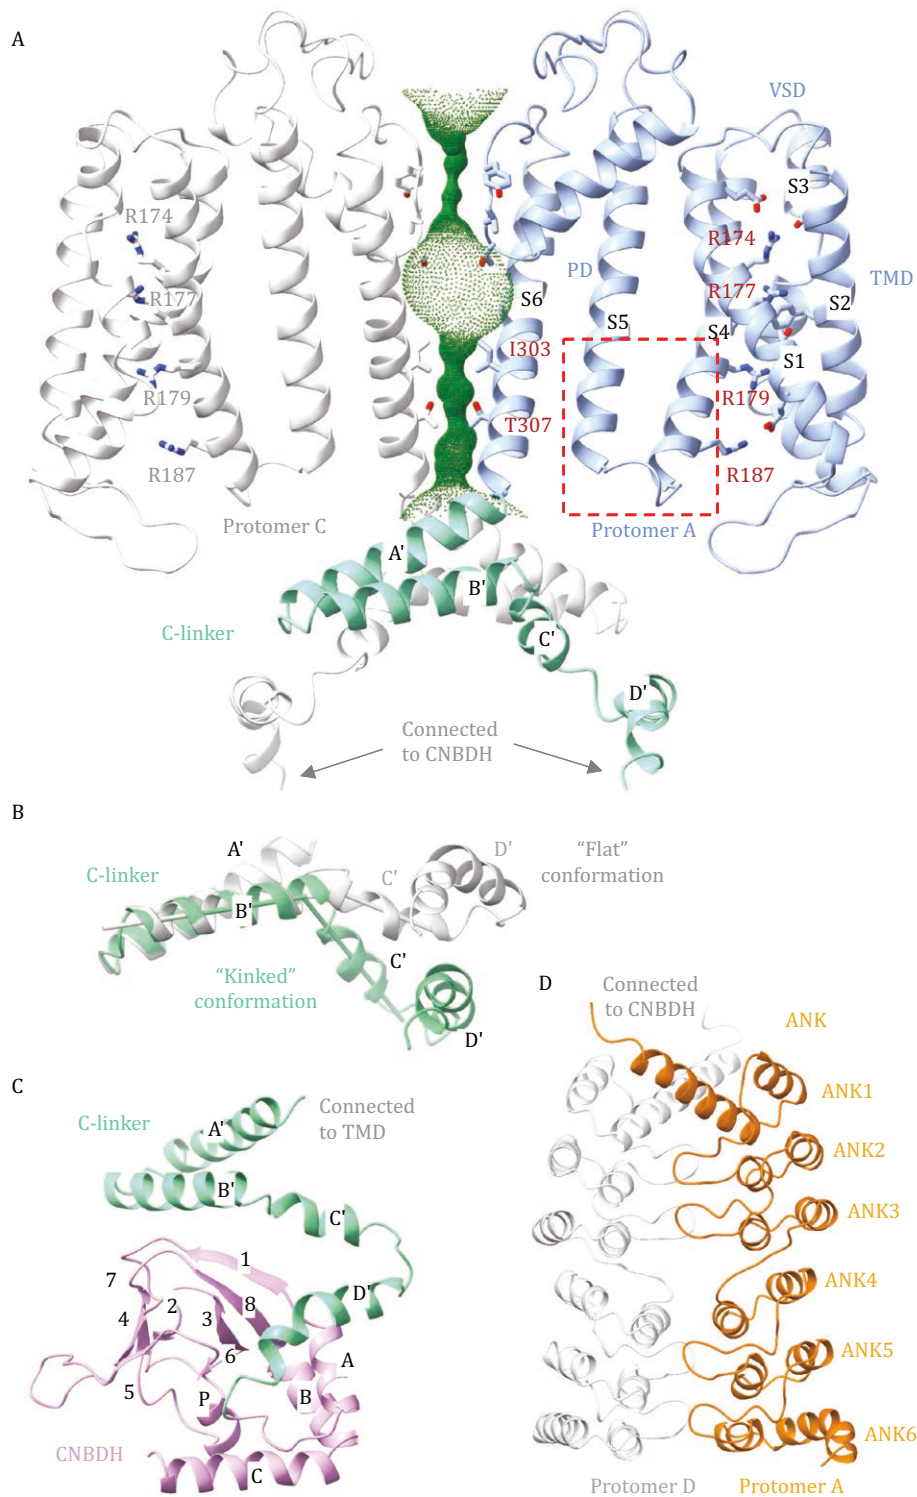 A
VSD
S3
R174
R174
R177
PD
R177
TMD
S6
S5
S4
S2
I303
S1
R179
R179
T307
R187
R187
Protomer C
Protomer A
A'
B'
C-linker
C'
D'
Connected
to CNBDH
B
A'
D'
"Flat"
conformation
C-linker
C'
B'
"Kinked"
conformation
C'
D'
D
Connected
to CNBDH
ANK
C
ANK1
C-linker
A'
Connected
to TMD
ANK2
B'
C'
ANK3
1
7
2
8
D'
ANK4
4
3
6
A
5
P
B
ANK5
CNBDH
C
ANK6
Protomer D
Protomer A